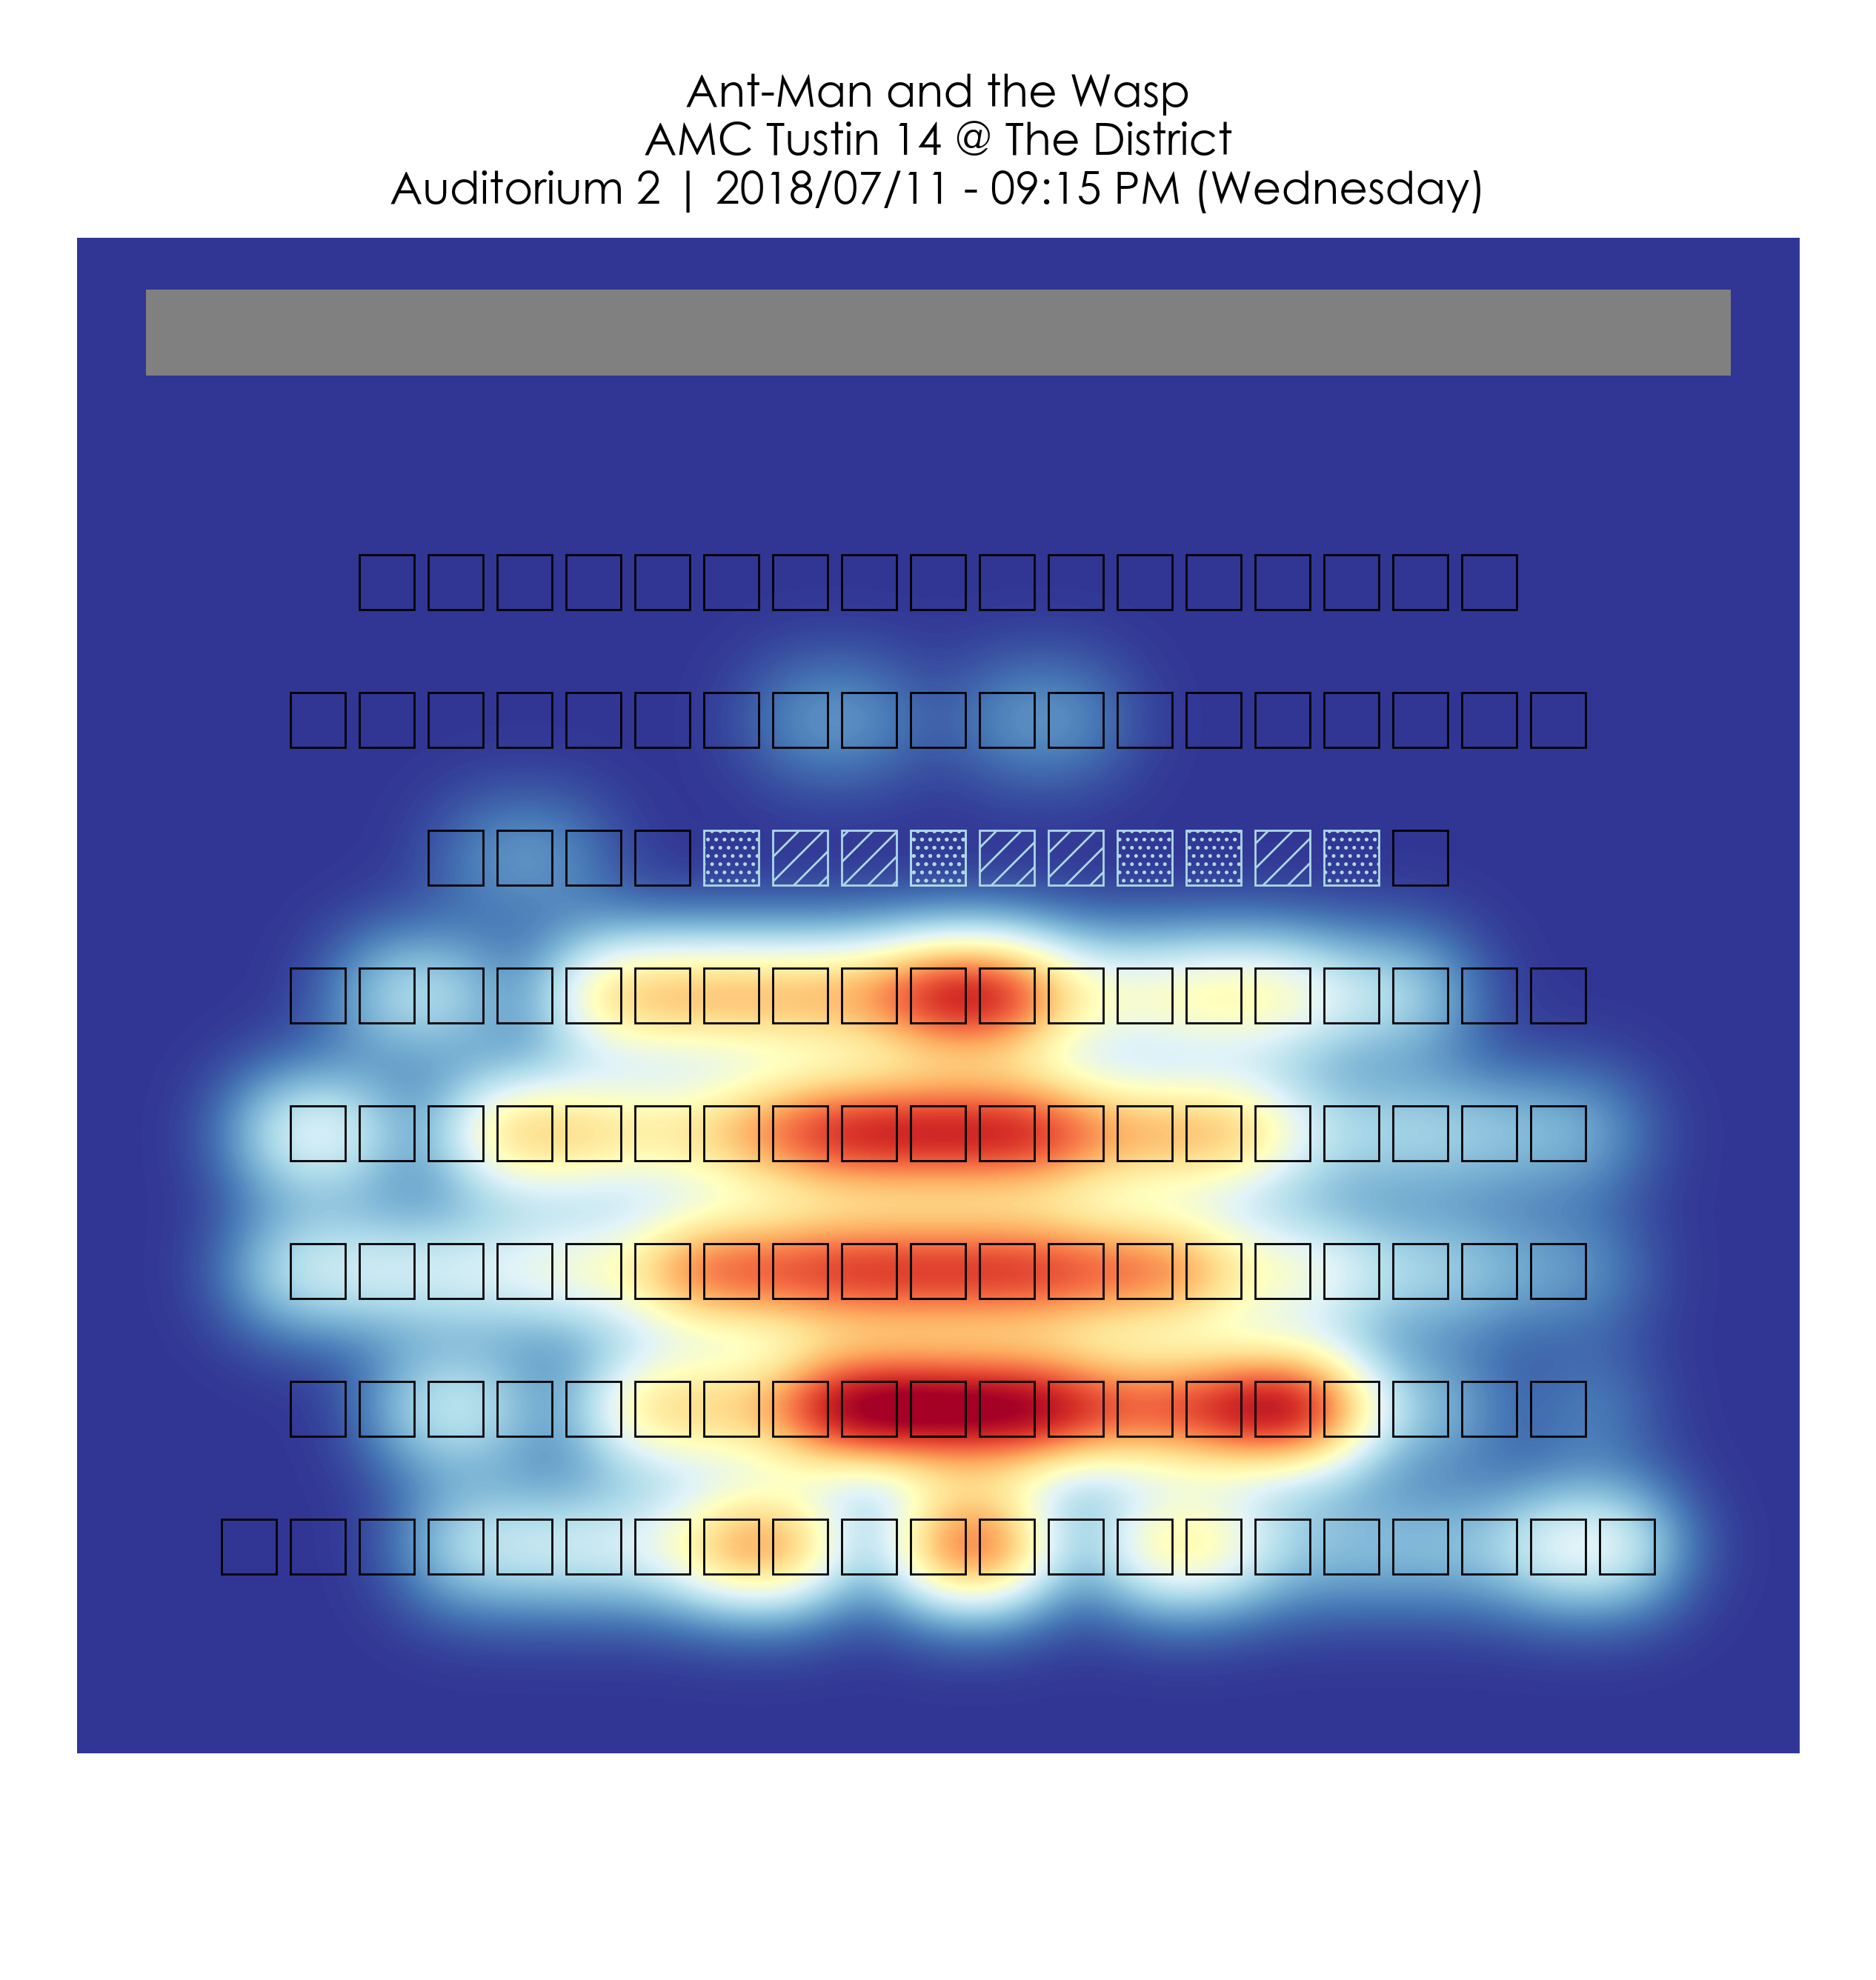 Ant-Man and the Wasp
AMC Tustin 14 @ The District
Auditorium 2 | 2018/07/11 - 09:15 PM (Wednesday)